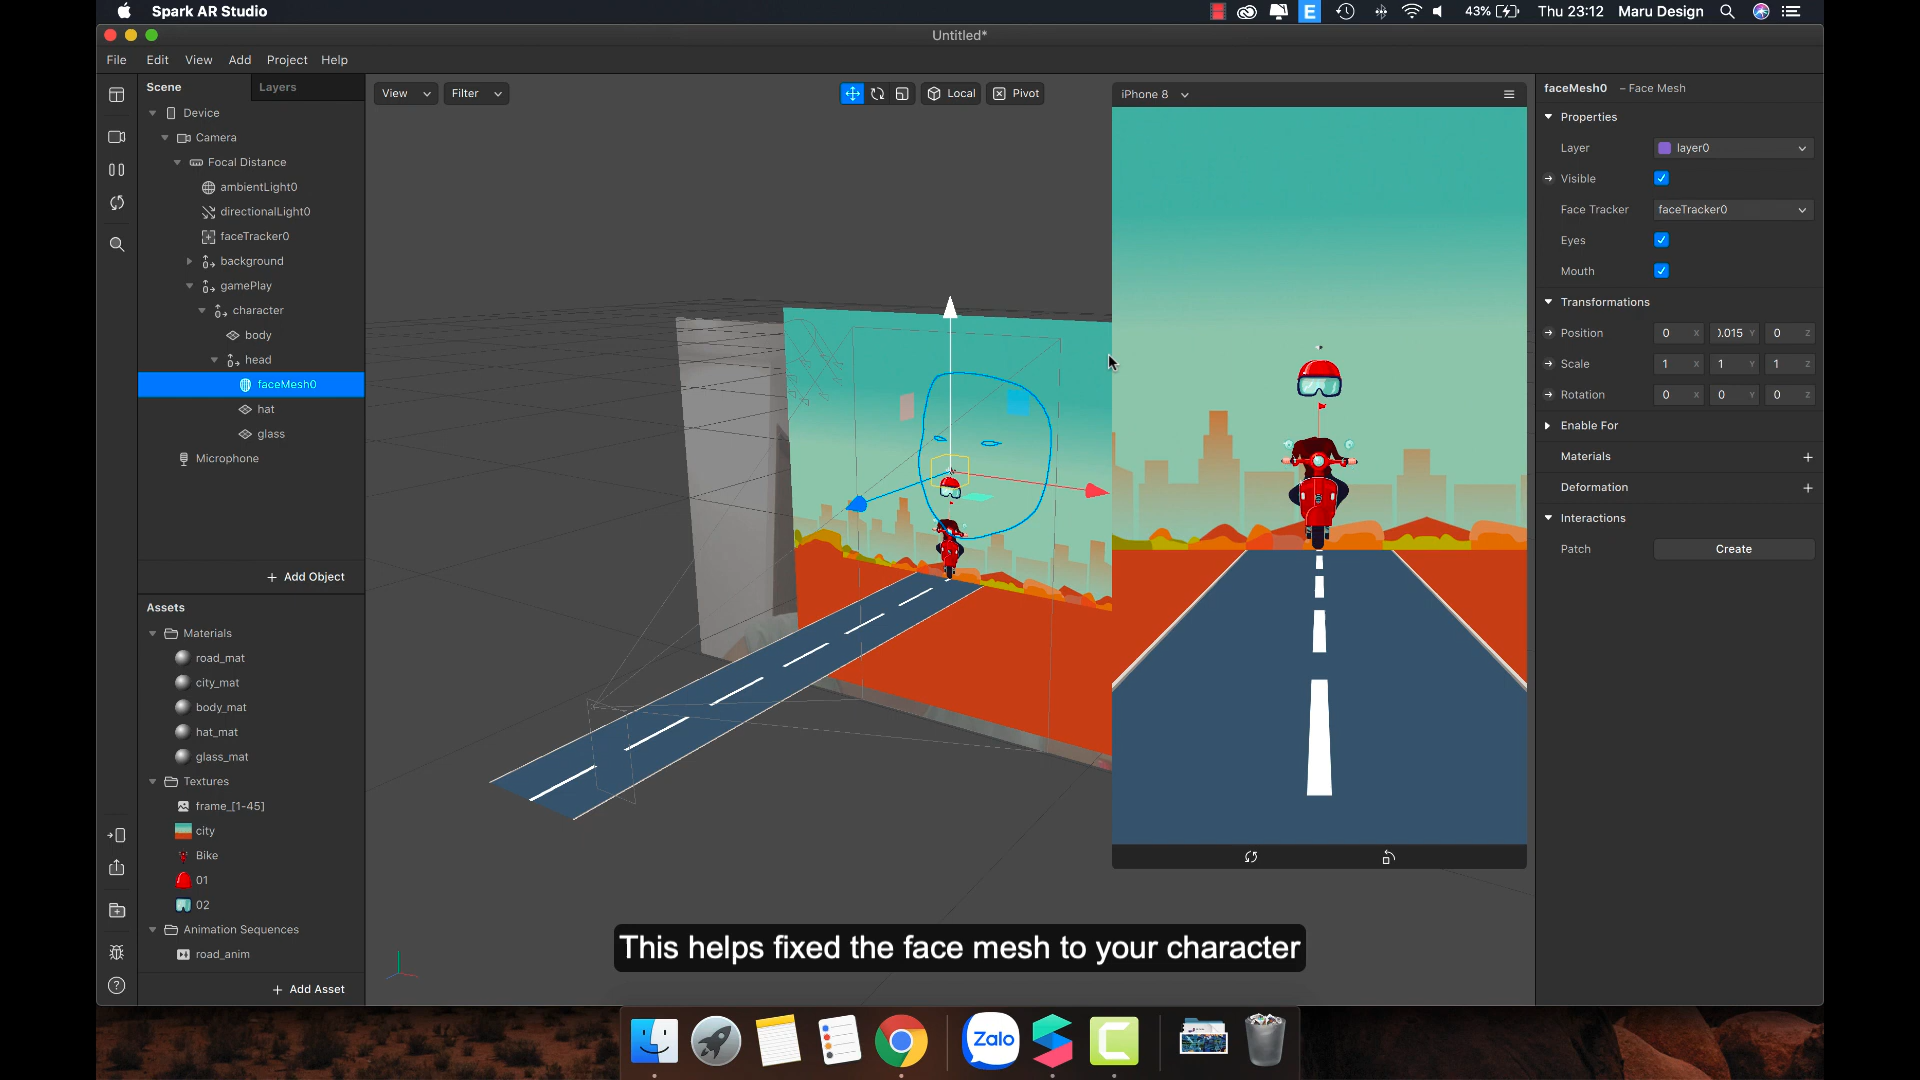 Spark AR Studio
43%
Thu 23:12
Maru Design
Untitled*
File
Edit
View
Add
Project
Help
Scene
Layers
Device
Camera
Focal Distance
ambientLight0
directionalLight0
faceTracker0
background
gamePlay
character
body
head
faceMesh0
hat
glass
Microphone
+ Add Object
Assets
Materials
road_mat
city_mat
body_mat
hat_mat
glass_mat
Textures
frame_[1-45]
city
Bike
01
02
Animation Sequences
road_anim
+ Add Asset
View
Filter
Local
Pivot
iPhone 8
faceMesh0 – Face Mesh
Properties
Layer
layer0
Visible
Face Tracker
faceTracker0
Eyes
Mouth
Transformations
Position
0 X
0.015 Y
0 Z
Scale
1 X
1 Y
1 Z
Rotation
0 X
0 Y
0 Z
Enable For
Materials +
Deformation +
Interactions
Patch
Create
This helps fixed the face mesh to your character
Zalo